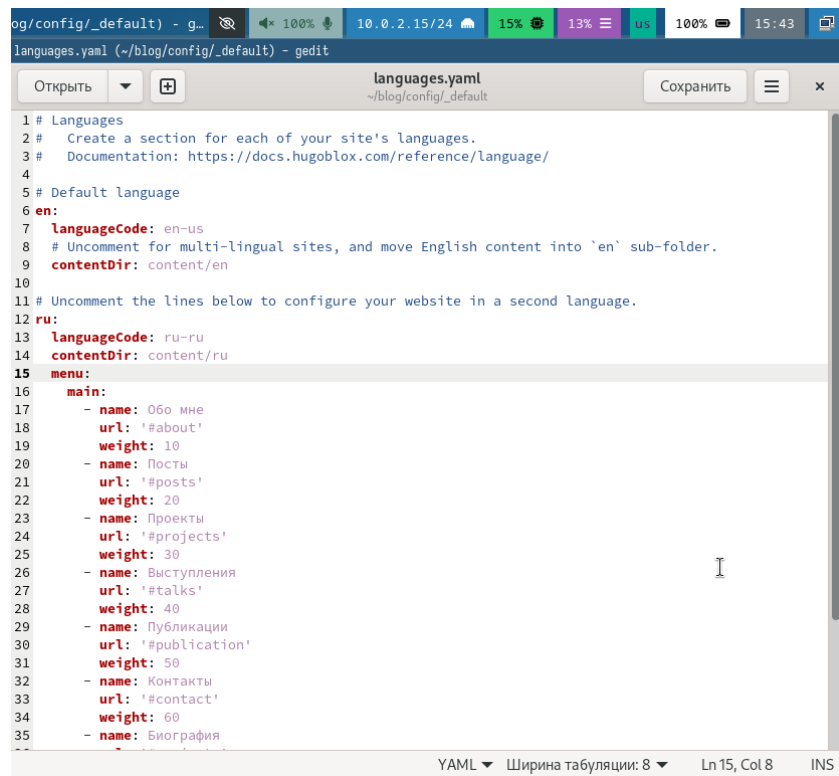 og/config/_default) - g… 100% 10.0.2.15/24 15% 13% us 100% 15:43
languages.yaml (~/blog/config/_default) - gedit
Открыть languages.yaml Сохранить
~/blog/config/_default
1 # Languages
2 #   Create a section for each of your site's languages.
3 #   Documentation: https://docs.hugoblox.com/reference/language/
4
5 # Default language
6 en:
7   languageCode: en-us
8   # Uncomment for multi-lingual sites, and move English content into `en` sub-folder.
9   contentDir: content/en
10
11 # Uncomment the lines below to configure your website in a second language.
12 ru:
13   languageCode: ru-ru
14   contentDir: content/ru
15   menu:
16     main:
17       - name: Обо мне
18         url: '#about'
19         weight: 10
20       - name: Посты
21         url: '#posts'
22         weight: 20
23       - name: Проекты
24         url: '#projects'
25         weight: 30
26       - name: Выступления
27         url: '#talks'
28         weight: 40
29       - name: Публикации
30         url: '#publication'
31         weight: 50
32       - name: Контакты
33         url: '#contact'
34         weight: 60
35       - name: Биография
YAML Ширина табуляции: 8 Ln 15, Col 8 INS